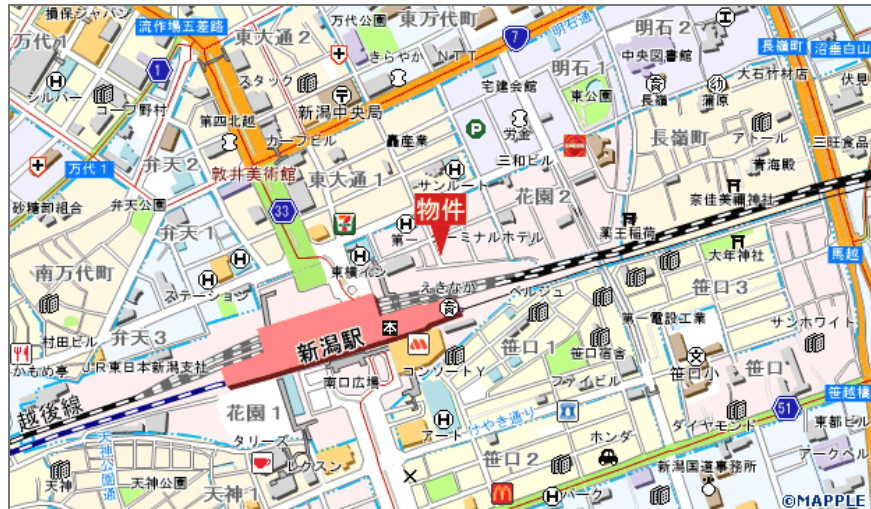 損保ジャパン
流作場五差路
万代公園
東万代町
7
明石通
明石2
長嶺町
沼垂白山
万代1
1
東大通2
きらやか
NTT
中央図書館
シルバー
コープ野村
スタック
新潟中央局
宅建会館
明石1
大石竹材店
伏見
東公園
長嶺
蒲原
第四北越
カーフビル
轟産業
P
労金
長嶺町
アトール
三旺食品
万代1
弁天2
敦井美術館
三和ビル
青海殿
東大通1
サンルート
花園2
奈佳美禰神社
砂糖卸組合
弁天公園
33
物件
薬王稲荷
弁天1
第一
ターミナルホテル
大年神社
馬越
南万代町
東横イン
えきなか
ベルジュ
笹口3
ステーション
第一電設工業
サンホワイト
村田ビル
弁天3
本
新潟駅
笹口1
笹口宿舎
かもめ亭
JR東日本新潟支社
南口広場
コンソートY
笹口小
笹口
越後線
花園1
ファイビル
笹越橋
51
天神公園通
タリーズ
アート
けやき通り
ダイヤモンド
東都ビル
レクスン
笹口2
ホンダ
アークベル
天神
天神公園
天神1
パーク
新潟国道事務所
©MAPPLE